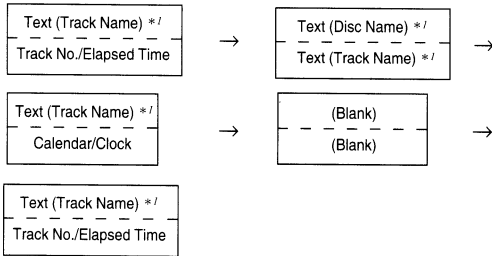 Text (Track Name) *1
Track No./Elapsed Time
→
Text (Disc Name) *1
Text (Track Name) *1
→
Text (Track Name) *1
Calendar/Clock
→
(Blank)
(Blank)
→
Text (Track Name) *1
Track No./Elapsed Time